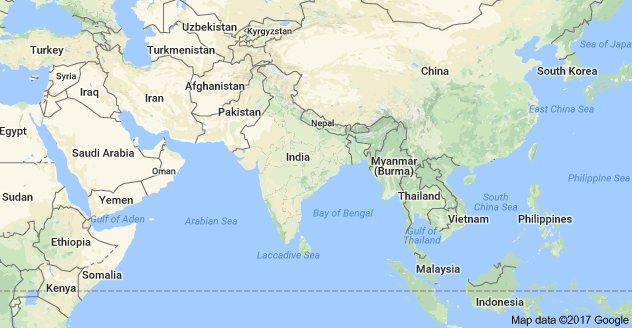 Uzbekistan
Kyrgyzstan
Sea of Japan
Turkey
Turkmenistan
Syria
China
South Korea
Afghanistan
Iraq
Iran
East China Sea
Pakistan
Nepal
Egypt
Saudi Arabia
India
Myanmar
(Burma)
Oman
Philippine Sea
Sudan
Yemen
Thailand
South
China Sea
Gulf of Aden
Arabian Sea
Bay of Bengal
Vietnam
Philippines
Gulf of
Thailand
Ethiopia
Laccadive Sea
Somalia
Malaysia
Kenya
Indonesia
Map data ©2017 Google